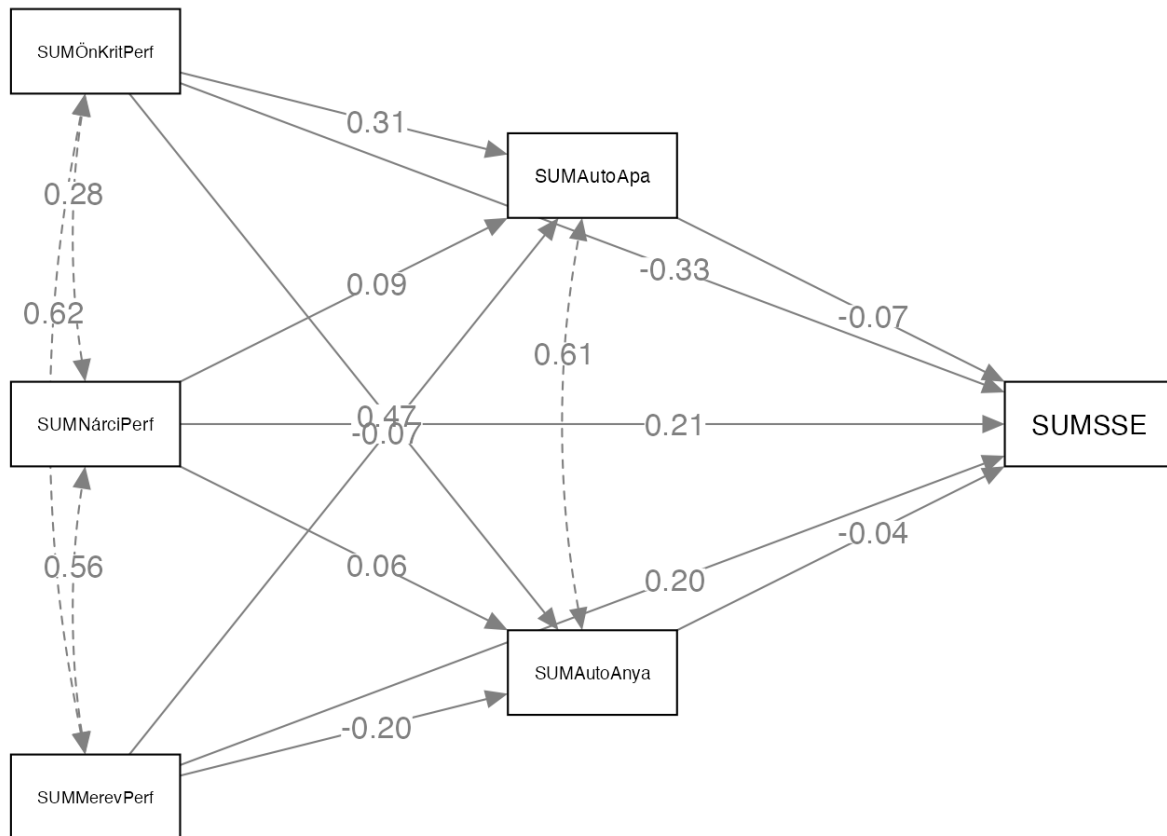 SUMÖnKritPerf
0.31
SUMAutoApa
0.28
-0.33
0.09
0.62
-0.07
0.61
SUMNárciPerf
0.47
-0.07
0.21
SUMSSE
0.56
0.06
-0.04
0.20
SUMAutoAnya
-0.20
SUMMerevPerf